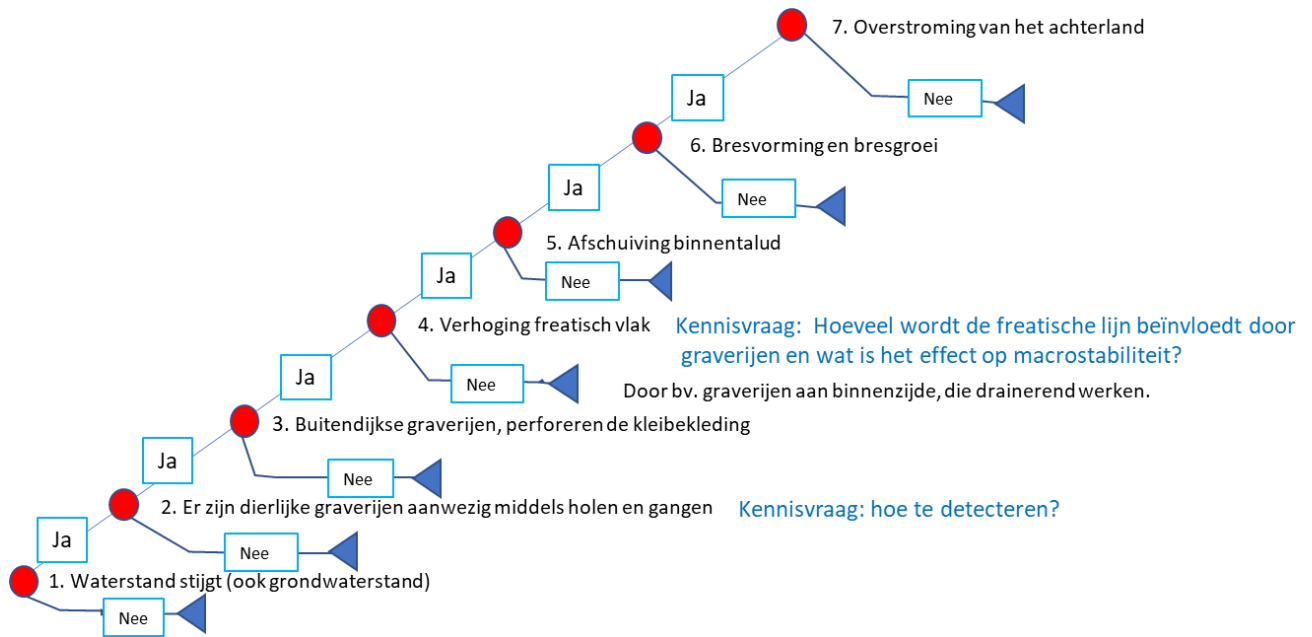 7. Overstroming van het achterland
Ja
Nee
6. Bresvorming en bresgroei
Ja
Nee
5. Afschuiving binnentalud
Ja
Nee
4. Verhoging freatisch vlak
Kennisvraag: Hoeveel wordt de freatische lijn beïnvloedt door
graverijen en wat is het effect op macrostabiliteit?
Ja
Nee
Door bv. graverijen aan binnenzijde, die drainerend werken.
3. Buitendijkse graverijen, perforeren de kleibekleding
Ja
Nee
2. Er zijn dierlijke graverijen aanwezig middels holen en gangen
Kennisvraag: hoe te detecteren?
Ja
Nee
1. Waterstand stijgt (ook grondwaterstand)
Nee